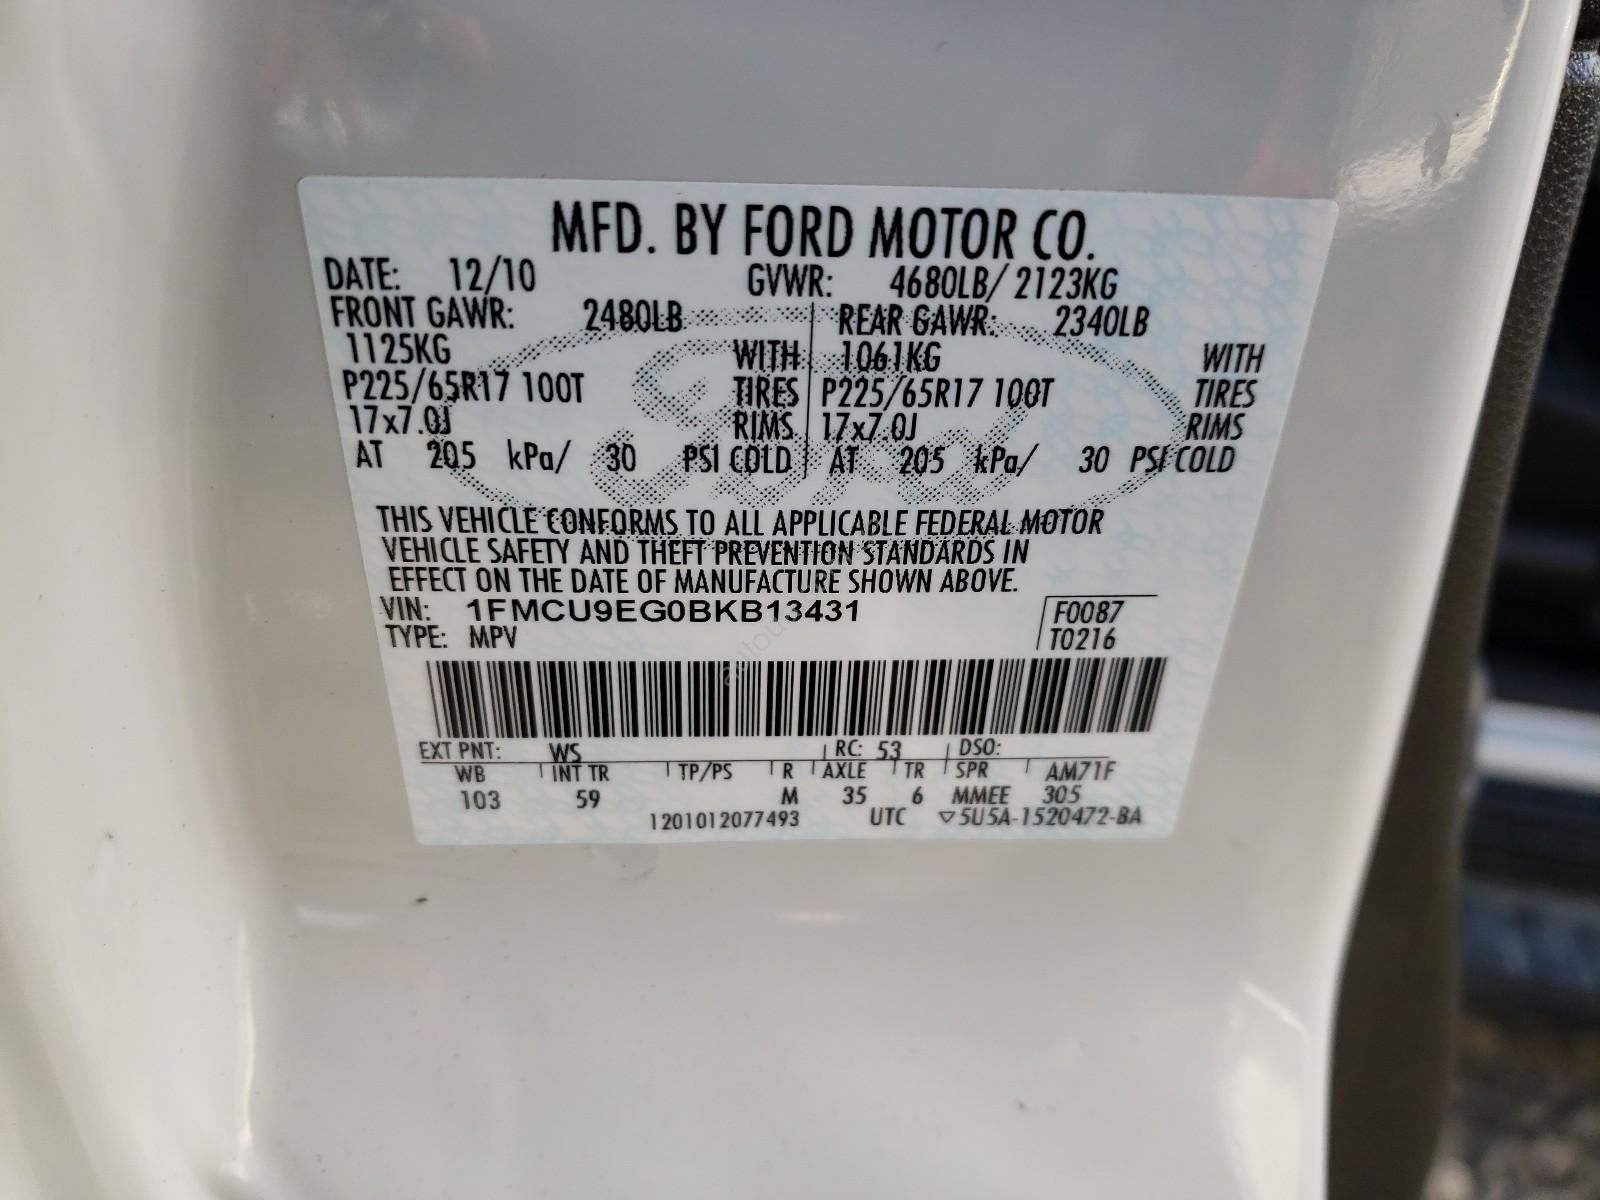 MFD. BY FORD MOTOR CO.
DATE: 12/10 GVWR: 4680LB/ 2123KG
FRONT GAWR: 2480LB REAR GAWR: 2340LB
1125KG WITH 1061KG WITH
P225/65R17 100T TIRES P225/65R17 100T TIRES
17x7.0J RIMS 17x7.0J RIMS
AT 205 kPa/ 30 PSI COLD AT 205 kPa/ 30 PSI COLD
Ford
THIS VEHICLE CONFORMS TO ALL APPLICABLE FEDERAL MOTOR
VEHICLE SAFETY AND THEFT PREVENTION STANDARDS IN
EFFECT ON THE DATE OF MANUFACTURE SHOWN ABOVE.
VIN: 1FMCU9EG0BKB13431 F0087
TYPE: MPV T0216
EXT PNT: WS RC: 53 DSO:
WB INT TR TP/PS R AXLE TR SPR AM71F
103 59 M 35 6 MMEE 305
1201012077493 UTC ▽5U5A-1520472-BA